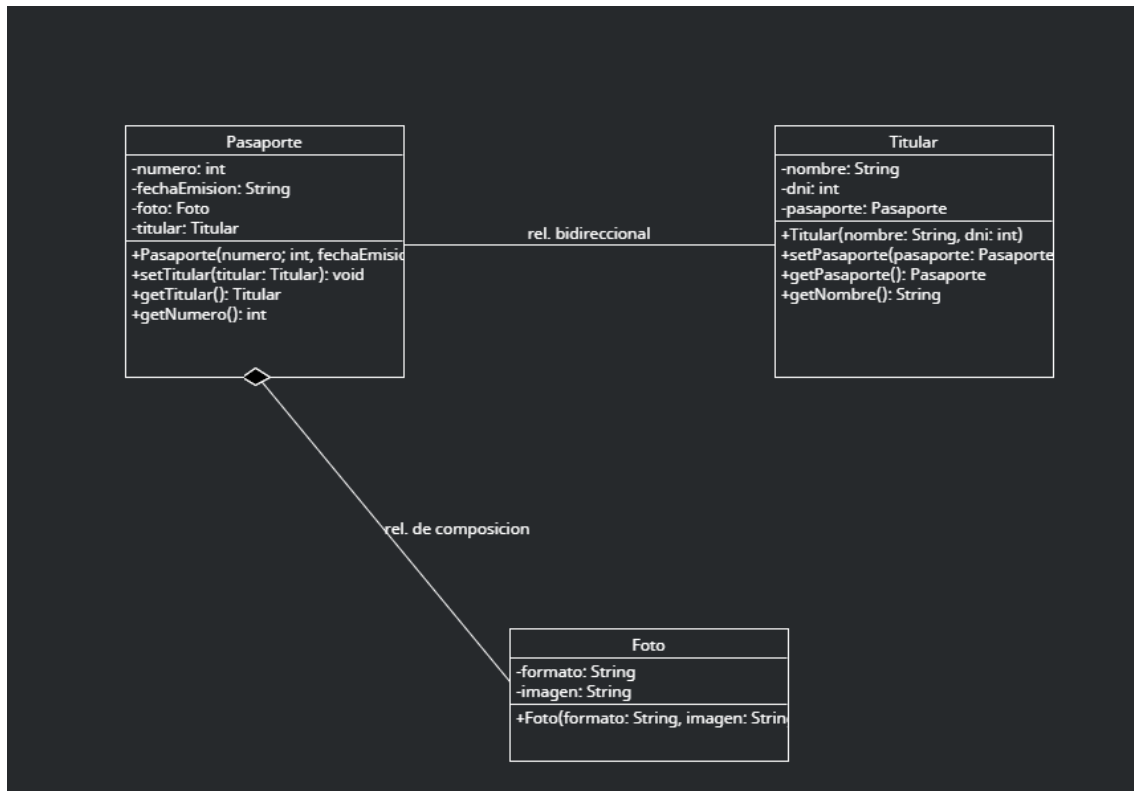 Pasaporte
-numero: int
-fechaEmision: String
-foto: Foto
-titular: Titular
+Pasaporte(numero; int, fechaEmisio
+setTitular(titular: Titular): void
+getTitular(): Titular
+getNumero(): int
rel. bidireccional
Titular
-nombre: String
-dni: int
-pasaporte: Pasaporte
+Titular(nombre: String, dni: int)
+setPasaporte(pasaporte: Pasaporte
+getPasaporte(): Pasaporte
+getNombre(): String
rel. de composicion
Foto
-formato: String
-imagen: String
+Foto(formato: String, imagen: Strin